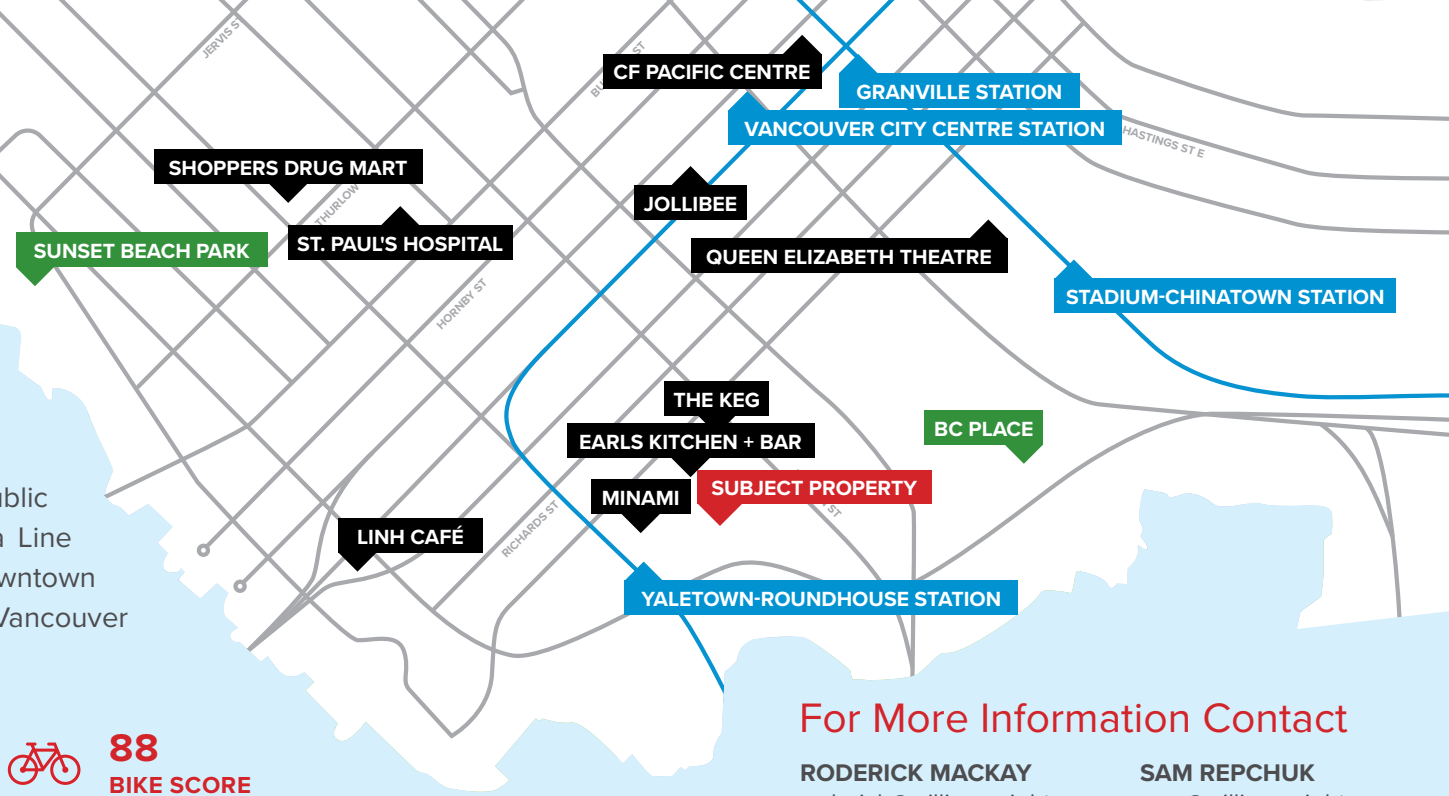 JERVIS ST
CF PACIFIC CENTRE
GRANVILLE STATION
VANCOUVER CITY CENTRE STATION
HASTINGS ST E
SHOPPERS DRUG MART
THURLOW
JOLLIBEE
ST. PAUL'S HOSPITAL
SUNSET BEACH PARK
QUEEN ELIZABETH THEATRE
STADIUM-CHINATOWN STATION
HORNBY ST
THE KEG
EARLS KITCHEN + BAR
BC PLACE
MINAMI
SUBJECT PROPERTY
ST
RICHARDS ST
LINH CAFÉ
YALETOWN-ROUNDHOUSE STATION
Line
Vancouver
88
BIKE SCORE
For More Information Contact
RODERICK MACKAY
SAM REPCHUK